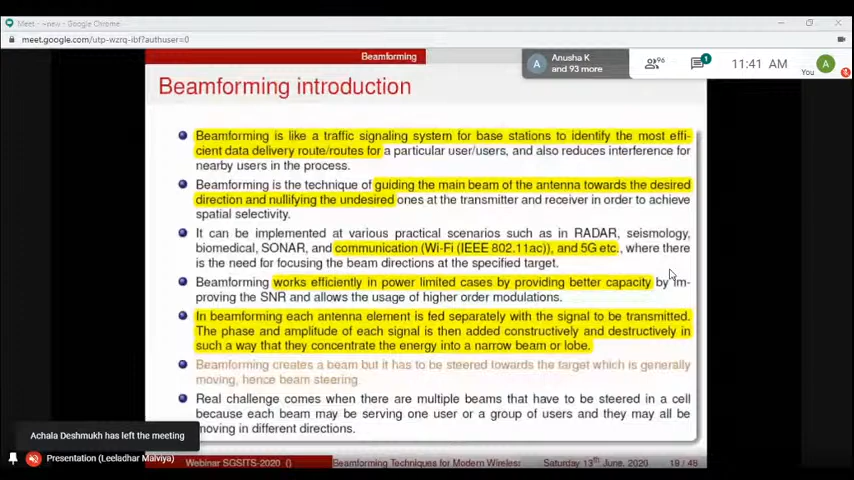 Meet - ~new - Google Chrome
meet.google.com/utp-wzrq-ibf?authuser=0
Beamforming
Anusha K
and 93 more
A
96
1
11:41 AM
You
A
Beamforming introduction
Beamforming is like a traffic signaling system for base stations to identify the most effi-
cient data delivery route/routes for a particular user/users, and also reduces interference for
nearby users in the process.
Beamforming is the technique of guiding the main beam of the antenna towards the desired
direction and nullifying the undesired ones at the transmitter and receiver in order to achieve
spatial selectivity.
It can be implemented at various practical scenarios such as in RADAR, seismology,
biomedical, SONAR, and communication (Wi-Fi (IEEE 802.11ac)), and 5G etc., where there
is the need for focusing the beam directions at the specified target.
Beamforming works efficiently in power limited cases by providing better capacity by im-
proving the SNR and allows the usage of higher order modulations.
In beamforming each antenna element is fed separately with the signal to be transmitted.
The phase and amplitude of each signal is then added constructively and destructively in
such a way that they concentrate the energy into a narrow beam or lobe.
Beamforming creates a beam but it has to be steered towards the target which is generally
moving, hence beam steering.
Real challenge comes when there are multiple beams that have to be steered in a cell
because each beam may be serving one user or a group of users and they may all be
moving in different directions.
Achala Deshmukh has left the meeting
Presentation (Leeladhar Malviya)
Webinar SGSITS-2020 ()
Beamforming Techniques for Modern Wireless
Saturday 13th June, 2020
19 / 48